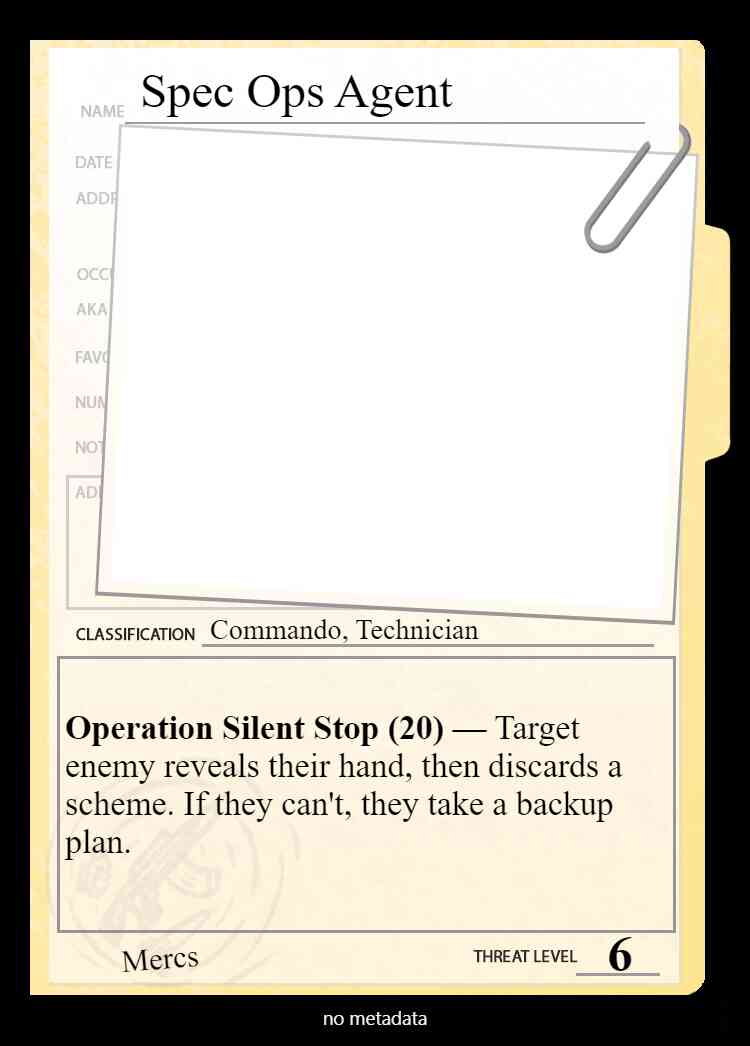 Spec Ops Agent
NAME
DATE
ADDR
OCCU
AKA
FAVO
NUM
NOT
ADD
CLASSIFICATION Commando, Technician
Operation Silent Stop (20) — Target
enemy reveals their hand, then discards a
scheme. If they can't, they take a backup
plan.
Mercs
THREAT LEVEL 6
no metadata